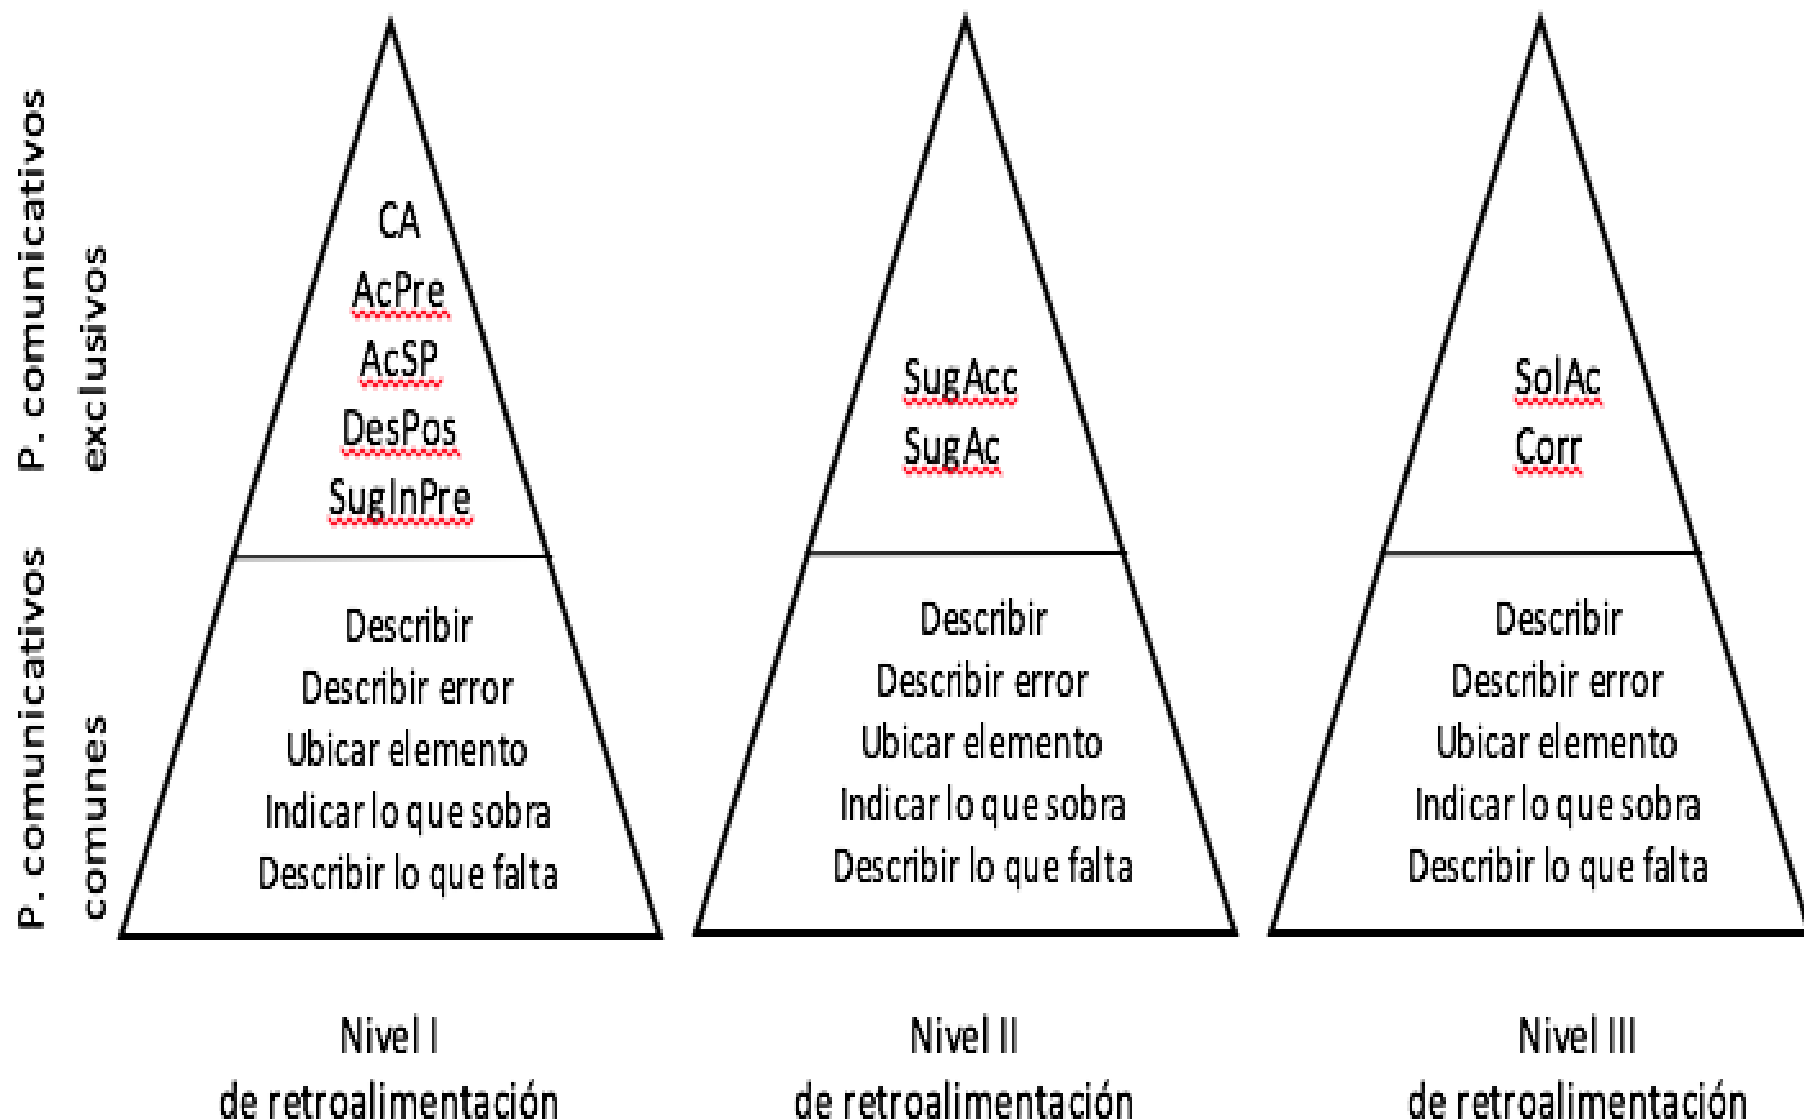 P. comunicativos
exclusivos
P. comunicativos
comunes
CA
AcPre
AcSP
DesPos
SugInPre
Describir
Describir error
Ubicar elemento
Indicar lo que sobra
Describir lo que falta
Nivel I
de retroalimentación
SugAcc
SugAc
Describir
Describir error
Ubicar elemento
Indicar lo que sobra
Describir lo que falta
Nivel II
de retroalimentación
SolAc
Corr
Describir
Describir error
Ubicar elemento
Indicar lo que sobra
Describir lo que falta
Nivel III
de retroalimentación